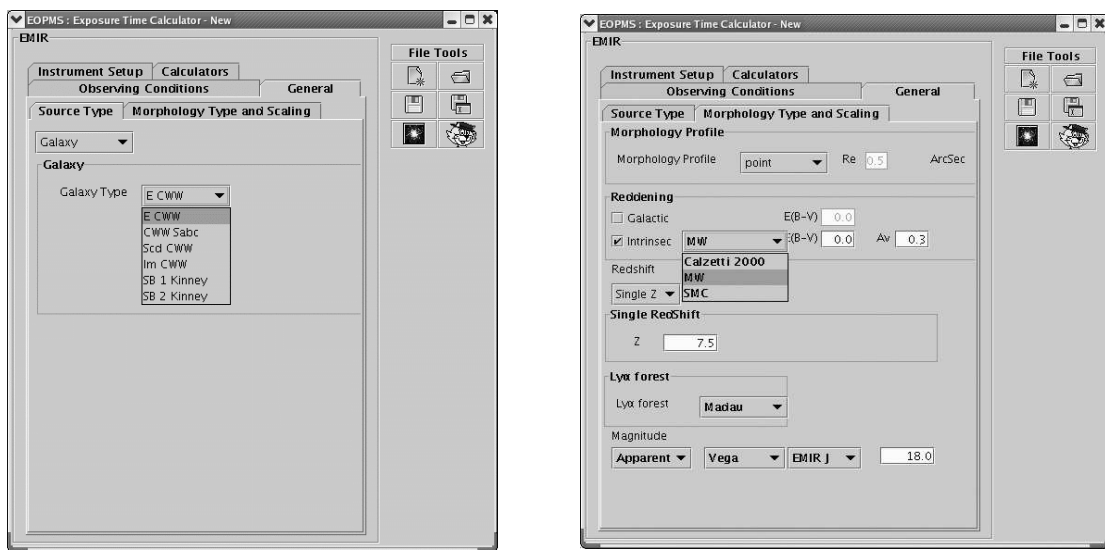 EOPMS : Exposure Time Calculator - New
EMIR
File Tools
Instrument Setup Calculators
Observing Conditions General
Source Type Morphology Type and Scaling
Galaxy
Galaxy
Galaxy Type E CWW
E CWW
CWW Sabc
Scd CWW
Im CWW
SB 1 Kinney
SB 2 Kinney
EOPMS : Exposure Time Calculator - New
EMIR
File Tools
Instrument Setup Calculators
Observing Conditions General
Source Type Morphology Type and Scaling
Morphology Profile
Morphology Profile point Re 0.5 ArcSec
Reddening
Galactic E(B-V) 0.0
Intrinsec MW E(B-V) 0.0 Av 0.3
Calzetti 2000
MW
SMC
Redshift
Single Z
Single RedShift
Z 7.5
Lyα forest
Lyα forest Madau
Magnitude
Apparent Vega EMIR J 18.0